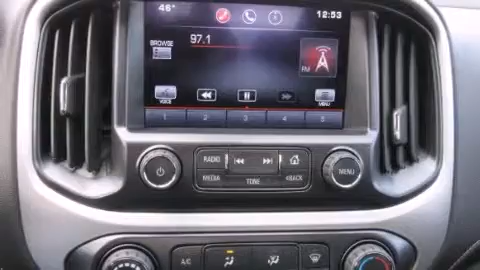 46° 12:53
97.1
BROWSE
FM
VOICE MENU
1 2 3 4 5
RADIO
MENU
MEDIA TONE BACK
A/C